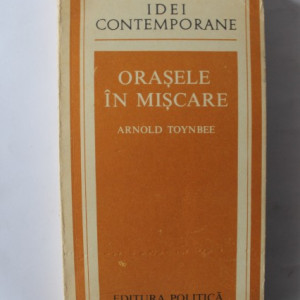 IDEI
CONTEMPORANE
ORAŞELE
ÎN MIŞCARE
ARNOLD TOYNBEE
EDITURA POLITICĂ